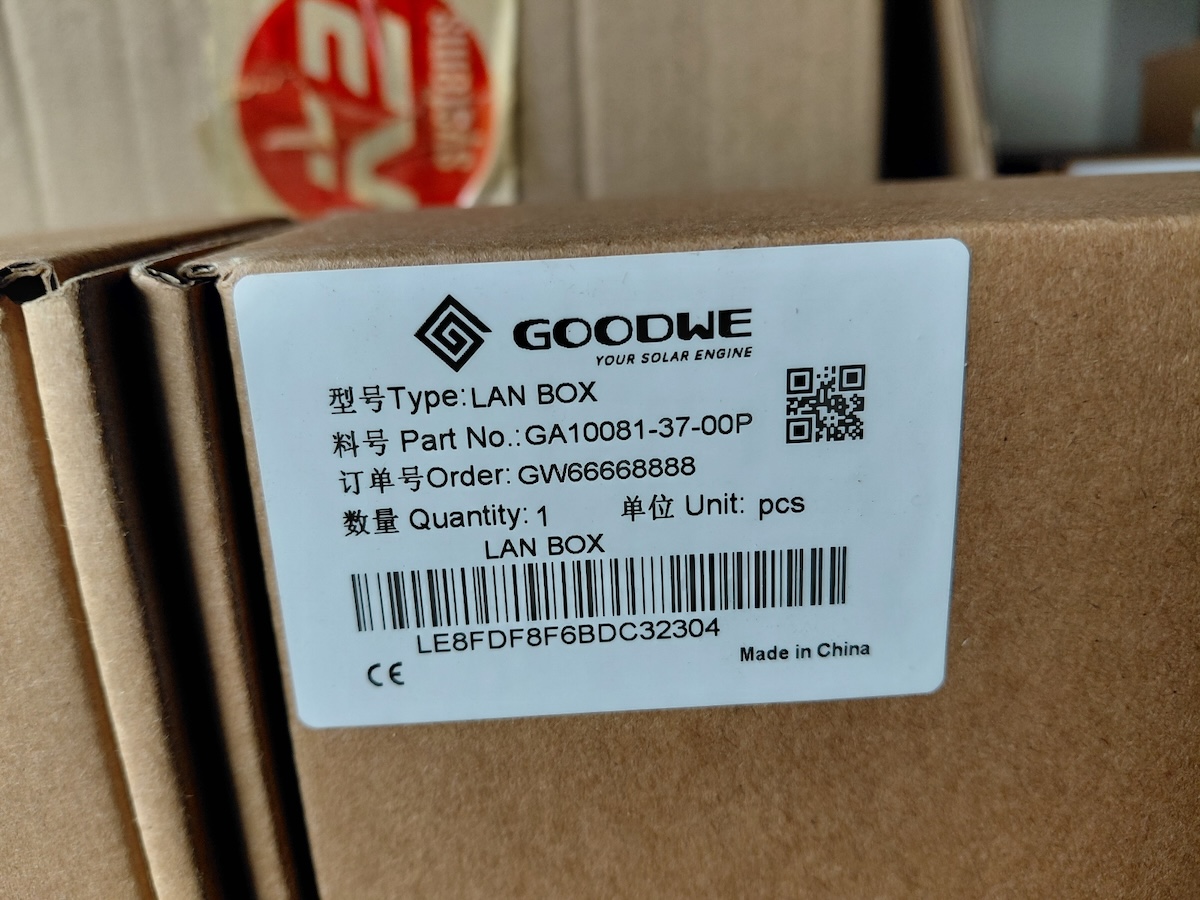 systems
GOODWE
YOUR SOLAR ENGINE
型号Type:LAN BOX
料号 Part No.:GA10081-37-00P
订单号Order: GW66668888
数量 Quantity: 1 单位 Unit: pcs
LAN BOX
LE8FDF8F6BDC32304
CE
Made in China